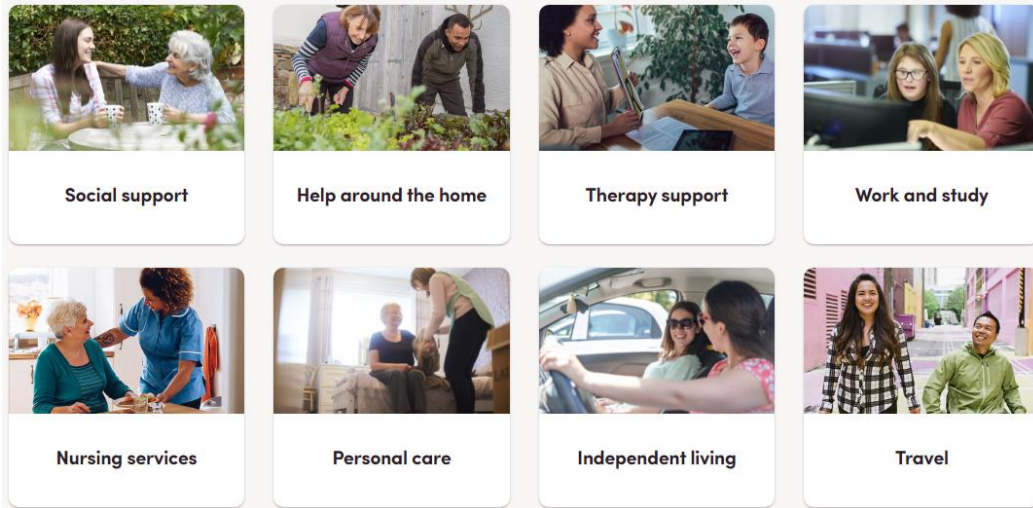 Social support
Help around the home
Therapy support
Work and study
Nursing services
Personal care
Independent living
Travel